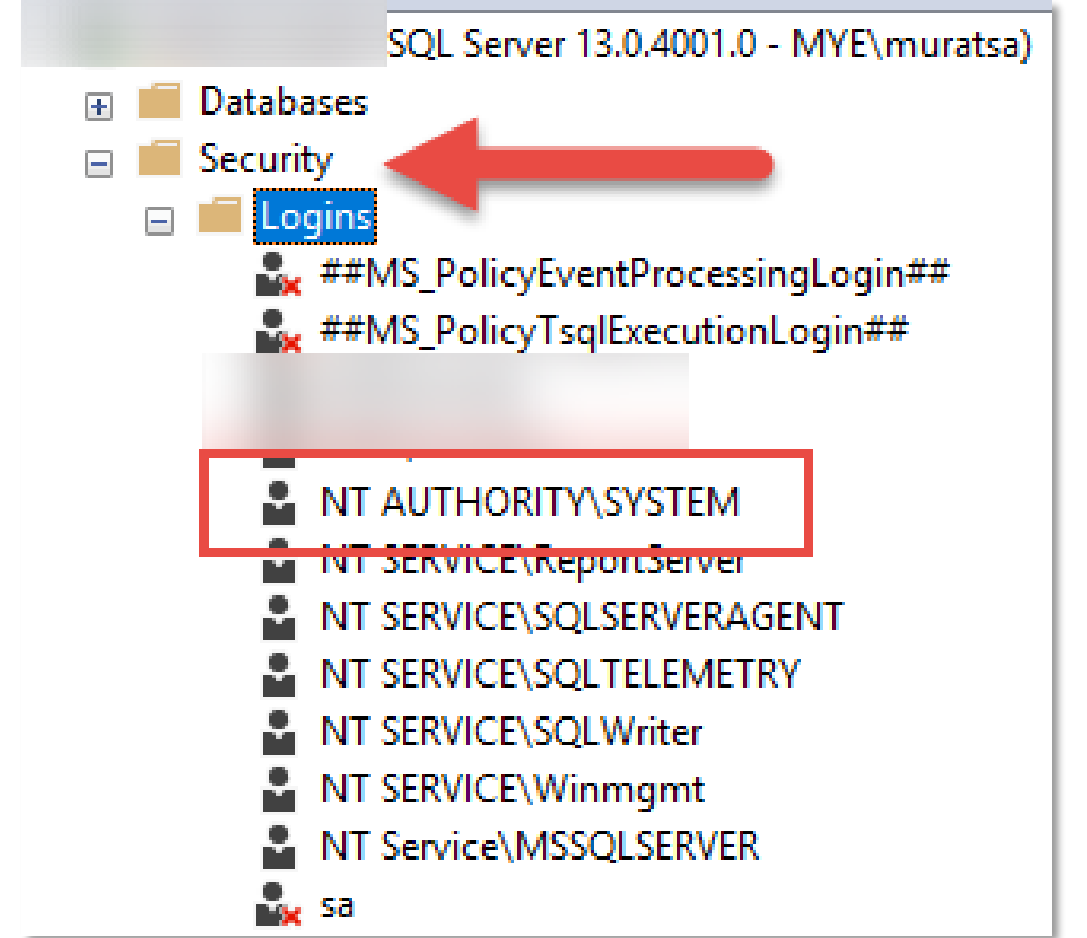 SQL Server 13.0.4001.0 - MYE\muratsa)
Databases
Security
Logins
##MS_PolicyEventProcessingLogin##
##MS_PolicyTsqlExecutionLogin##
NT AUTHORITY\SYSTEM
NT SERVICE\ReportServer
NT SERVICE\SQLSERVERAGENT
NT SERVICE\SQLTELEMETRY
NT SERVICE\SQLWriter
NT SERVICE\Winmgmt
NT Service\MSSQLSERVER
sa